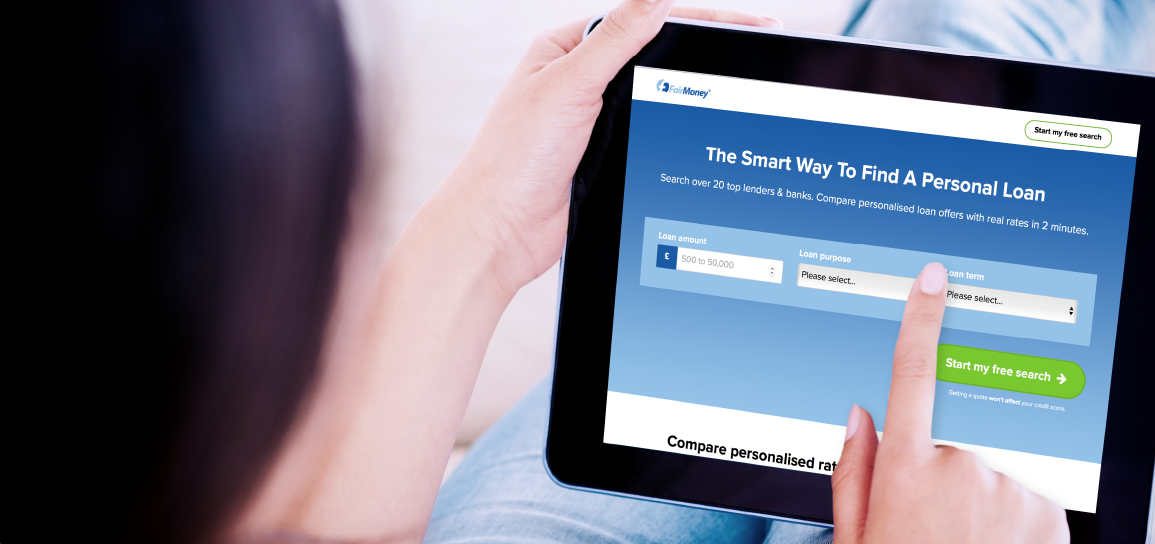 FairMoney
Start my free search
The Smart Way To Find A Personal Loan
Search over 20 top lenders & banks. Compare personalised loan offers with real rates in 2 minutes.
Loan amount
£ 500 to 50,000
Loan purpose
Please select...
Loan term
Please select...
Start my free search
Getting a quote won't affect your credit score.
Compare personalised